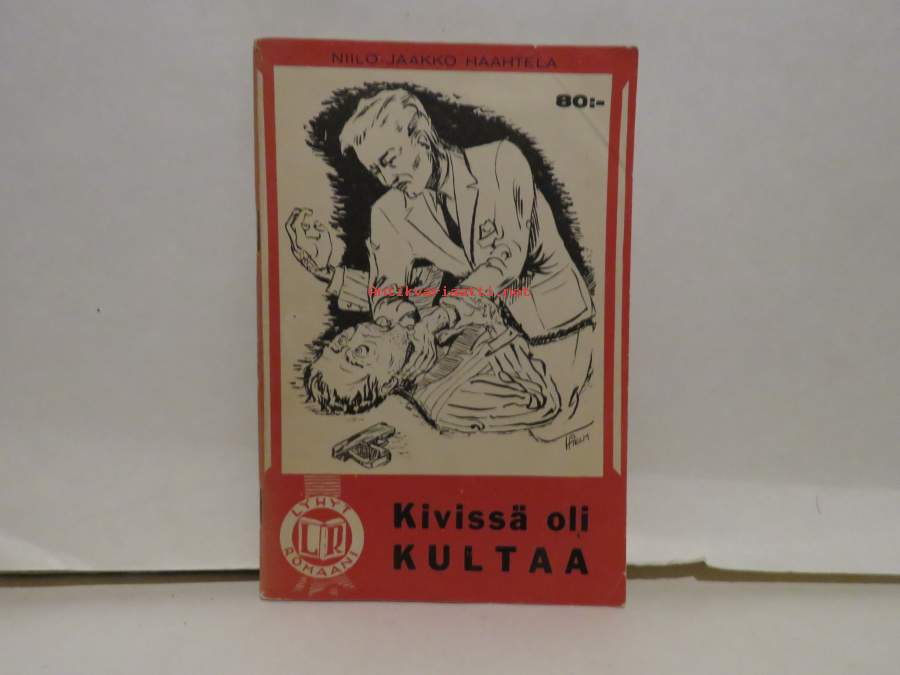 NIILO-JAAKKO HAAHTELA
80:-
antikvariaatti.net
LYHYT
LR
ROMAANI
Kivissä oli
KULTAA